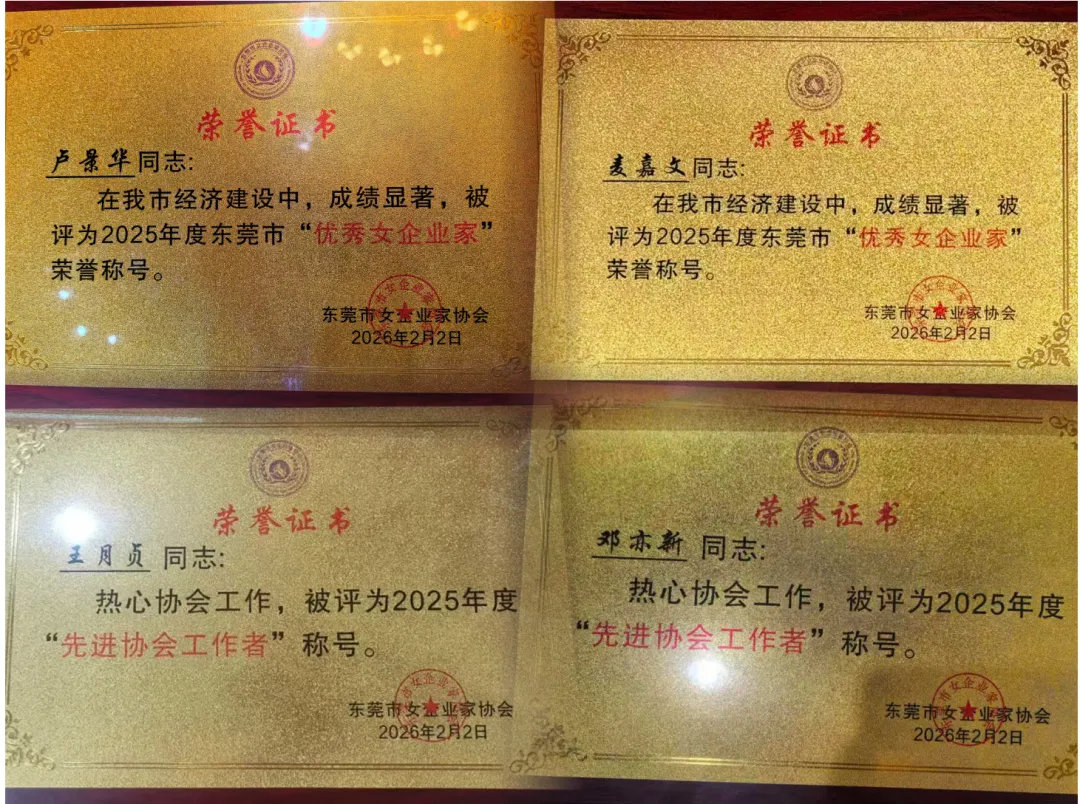 荣誉证书
卢景华同志:
在我市经济建设中，成绩显著，被
评为2025年度东莞市“优秀女企业家”
荣誉称号。
东莞市女企业家协会
2026年2月2日
荣誉证书
麦嘉文同志:
在我市经济建设中，成绩显著，被
评为2025年度东莞市“优秀女企业家”
荣誉称号。
东莞市女企业家协会
2026年2月2日
荣誉证书
王月贞同志:
热心协会工作，被评为2025年度
“先进协会工作者”称号。
东莞市女企业家协会
2026年2月2日
荣誉证书
邓亦新同志:
热心协会工作，被评为2025年度
“先进协会工作者”称号。
东莞市女企业家协会
2026年2月2日